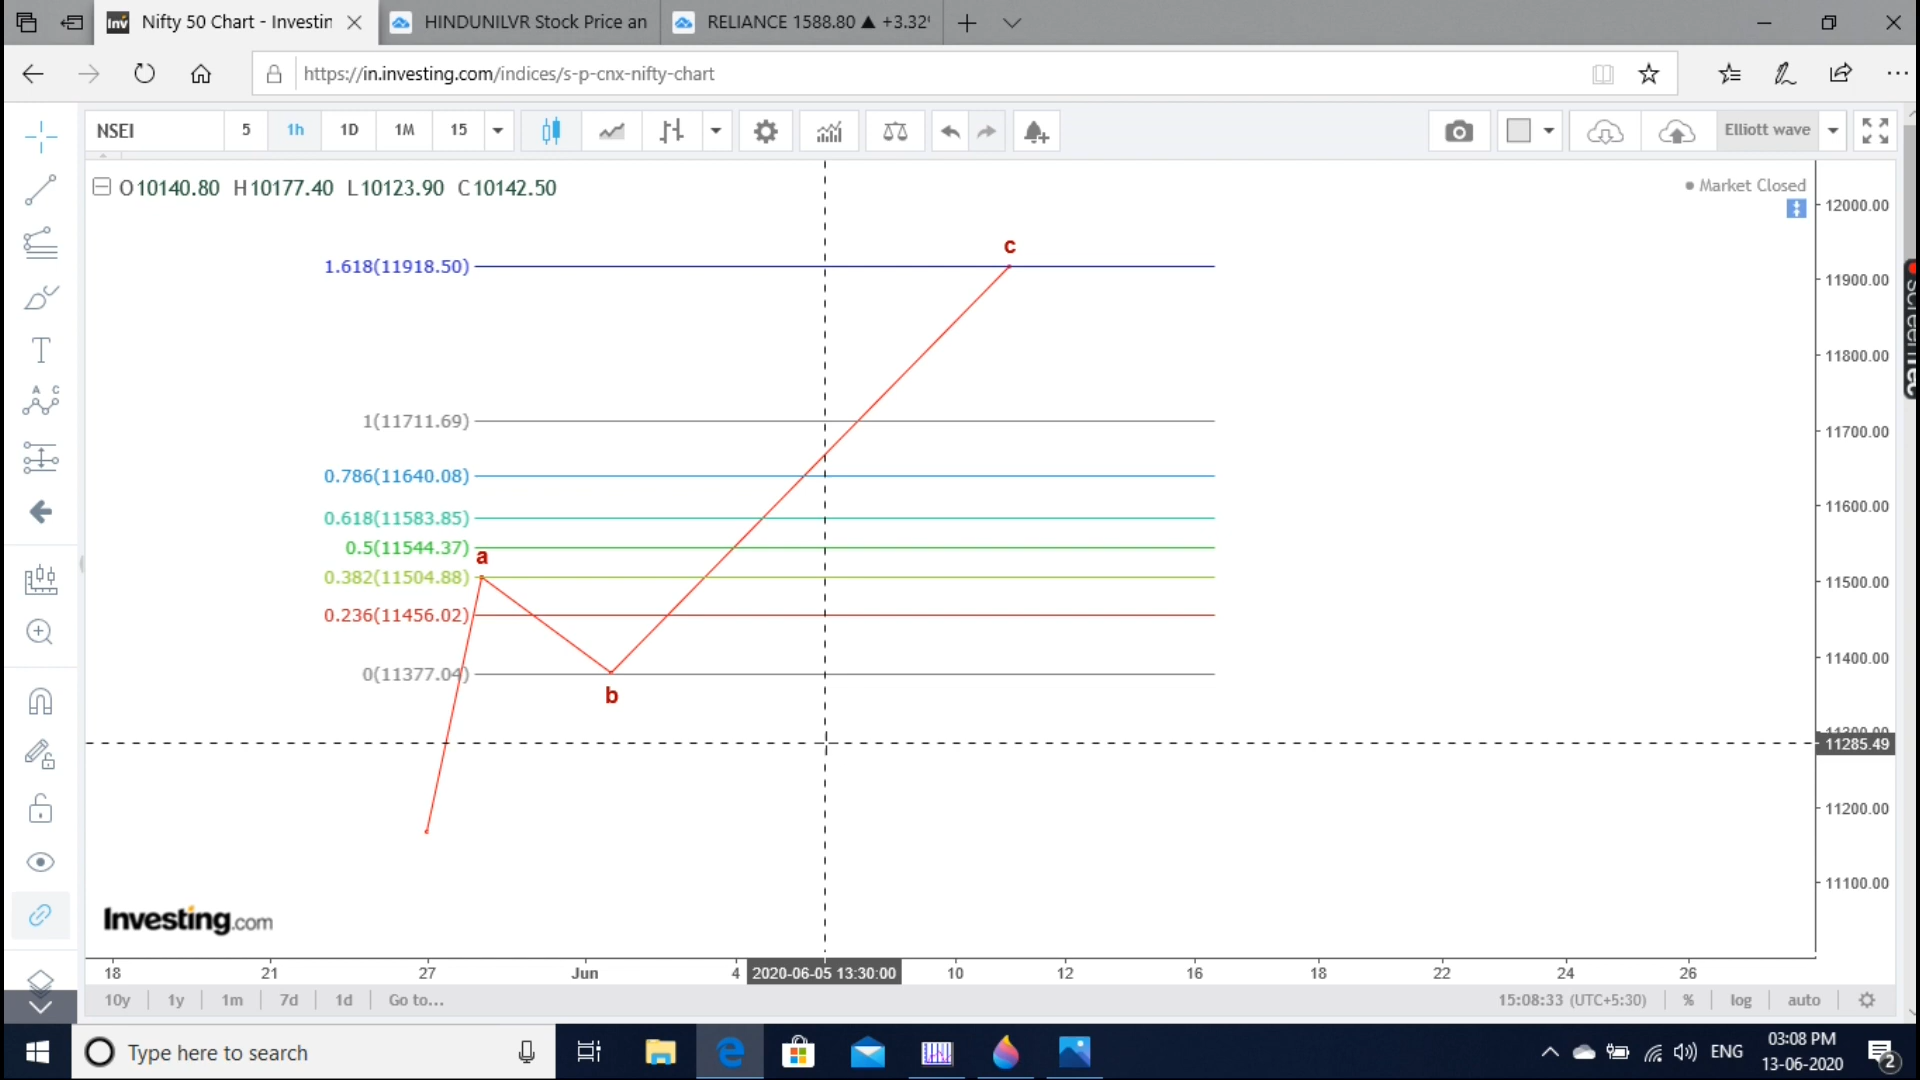 Nifty 50 Chart - Investin
HINDUNILVR Stock Price an
RELIANCE 1588.80 ▲ +3.32
https://in.investing.com/indices/s-p-cnx-nifty-chart
NSEI 5 1h 1D 1M 15 Elliott wave
O10140.80 H10177.40 L10123.90 C10142.50
Market Closed
12000.00
c
1.618(11918.50)
11900.00
11800.00
1(11711.69)
11700.00
0.786(11640.08)
0.618(11583.85)
11600.00
0.5(11544.37)
a
0.382(11504.88)
11500.00
0.236(11456.02)
0(11377.04)
11400.00
b
11285.49
11200.00
11100.00
Investing.com
18 21 27 Jun 4 2020-06-05 13:30:00 10 12 16 18 22 24 26
10y 1y 1m 7d 1d Go to... 15:08:33 (UTC+5:30) % log auto
Type here to search
ENG
03:08 PM
13-06-2020
2